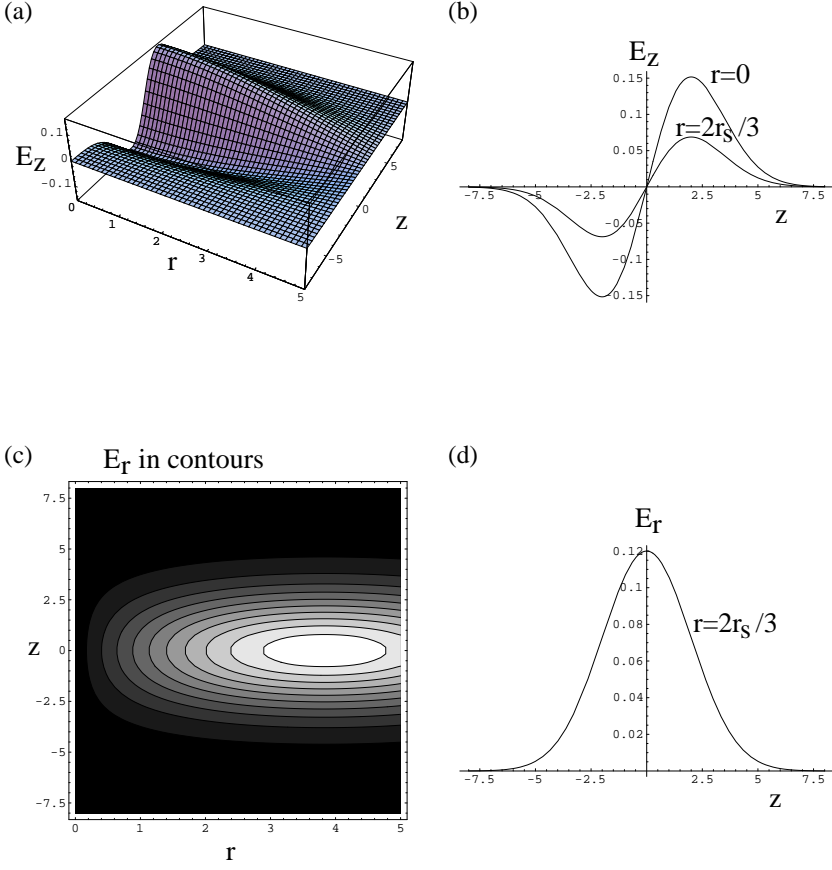 (a)
0.1
0
-0.1
E_z
0
1
2
3
4
5
r
-5
0
5
z
(b)
E_z
0.15
0.1
0.05
-0.05
-0.1
-0.15
r=0
r=2r_s/3
-7.5 -5 -2.5 2.5 5 7.5
z
(c)
E_r in contours
7.5
5
2.5
0
-2.5
-5
-7.5
z
0 1 2 3 4 5
r
(d)
E_r
0.12
0.1
0.08
0.06
0.04
0.02
r=2r_s/3
-7.5 -5 -2.5 2.5 5 7.5
z